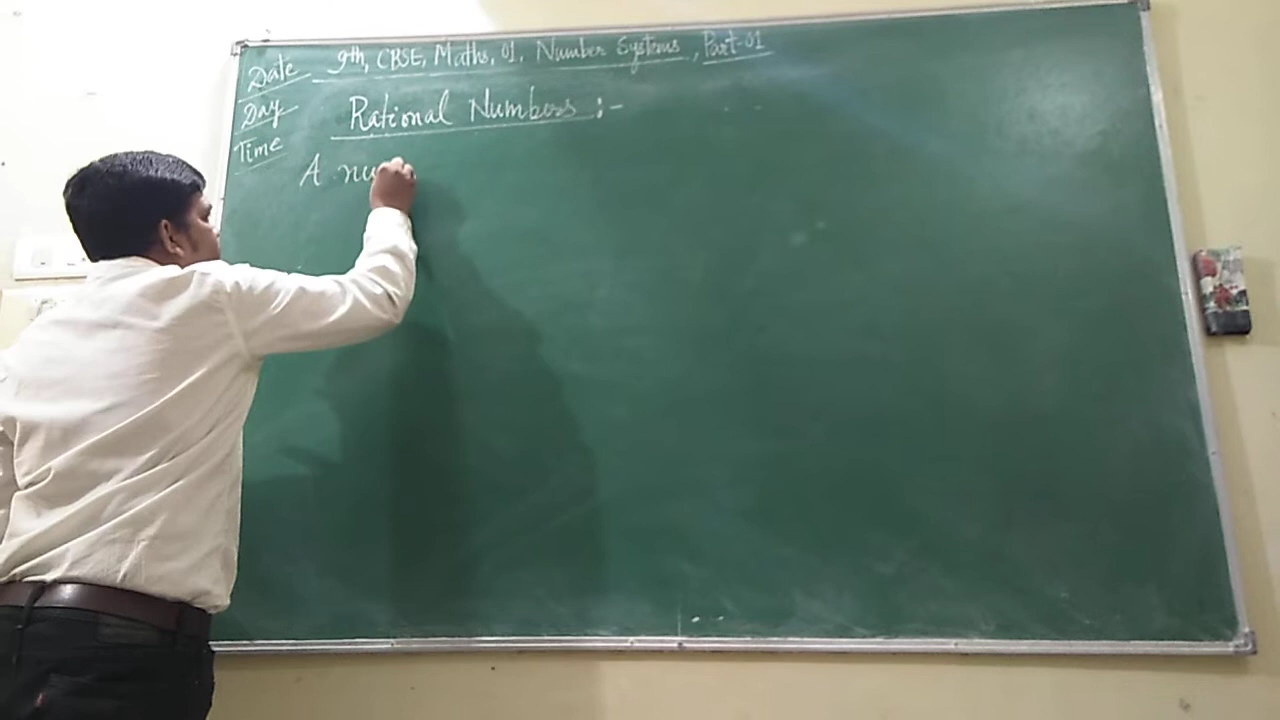 Date 9th, CBSE, Maths, 01, Number Systems, Part-01
Day Rational Numbers :-
Time
A nu